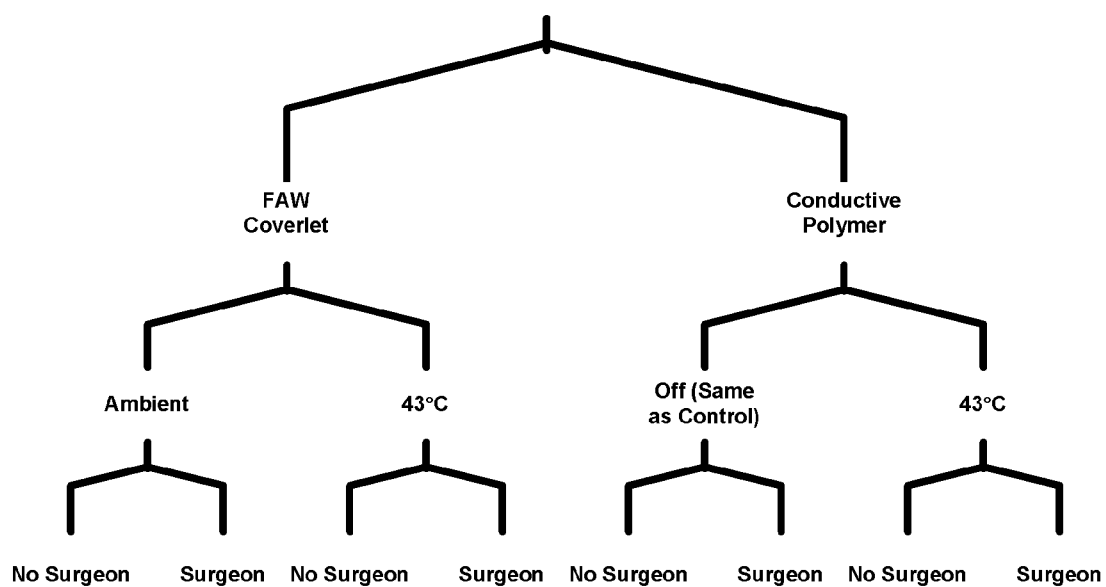 FAW
Coverlet
Conductive
Polymer
Ambient
43°C
Off (Same
as Control)
43°C
No Surgeon
Surgeon
No Surgeon
Surgeon
No Surgeon
Surgeon
No Surgeon
Surgeon